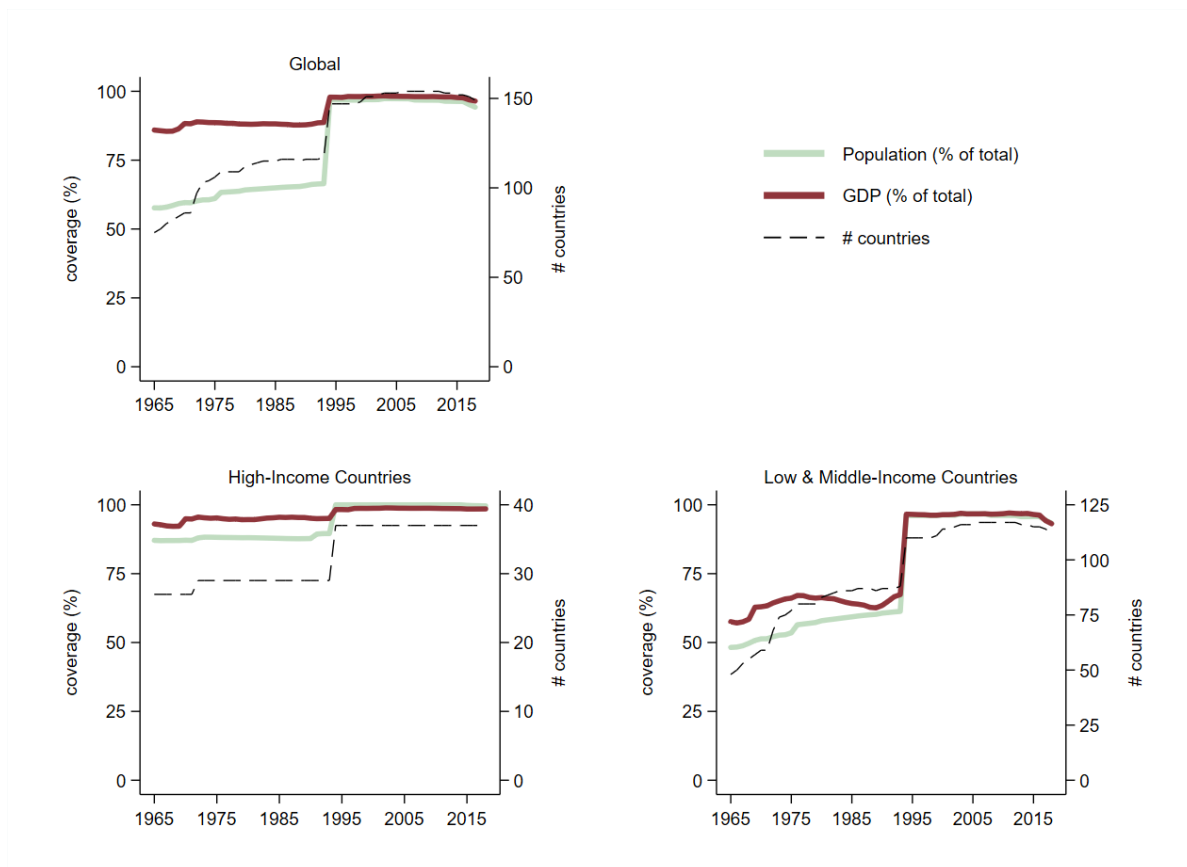 Global
100
75
50
25
0
coverage (%)
150
100
50
0
# countries
1965 1975 1985 1995 2005 2015
Population (% of total)
GDP (% of total)
# countries
High-Income Countries
100
75
50
25
0
coverage (%)
40
30
20
10
0
# countries
1965 1975 1985 1995 2005 2015
Low & Middle-Income Countries
100
75
50
25
0
coverage (%)
125
100
75
50
25
0
# countries
1965 1975 1985 1995 2005 2015